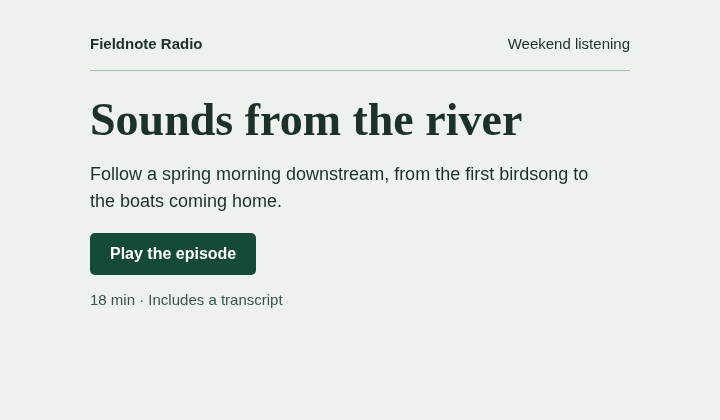 Fieldnote Radio
Weekend listening
Sounds from the river
Follow a spring morning downstream, from the first birdsong to
the boats coming home.
Play the episode
18 min · Includes a transcript